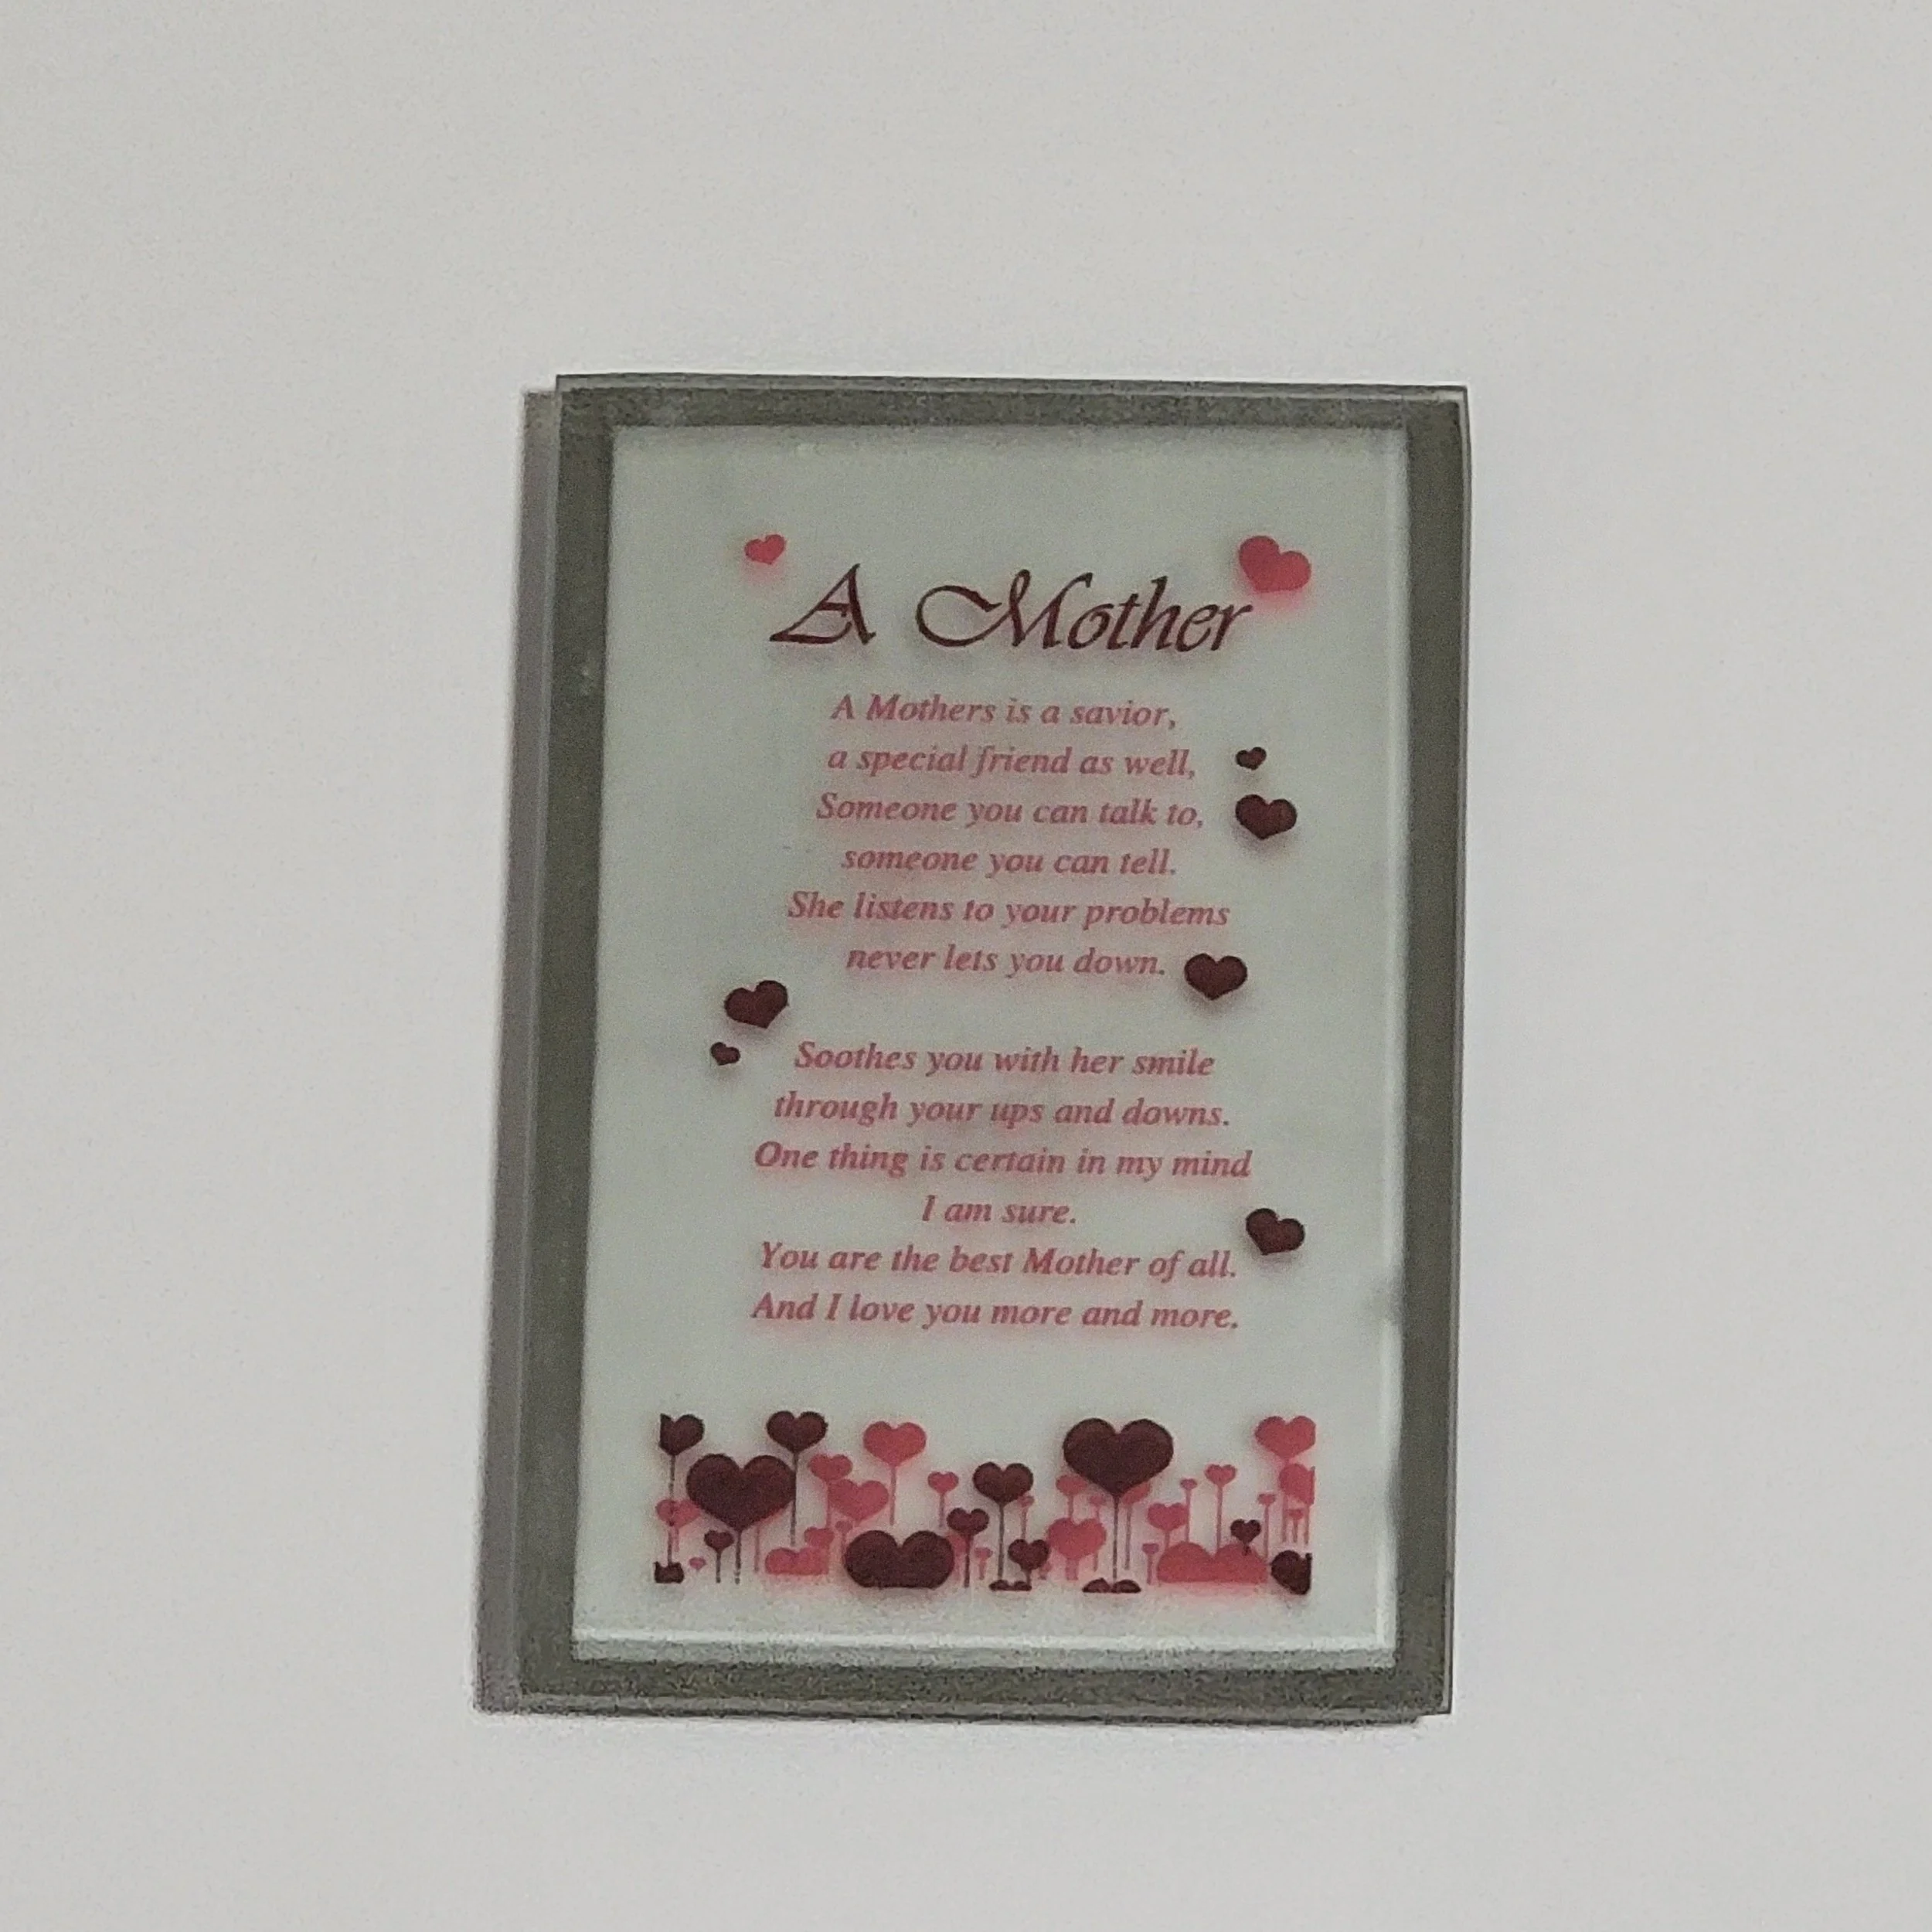 A Mother
A Mothers is a savior,
a special friend as well,
Someone you can talk to,
someone you can tell.
She listens to your problems
never lets you down.
Soothes you with her smile
through your ups and downs.
One thing is certain in my mind
I am sure.
You are the best Mother of all.
And I love you more and more.